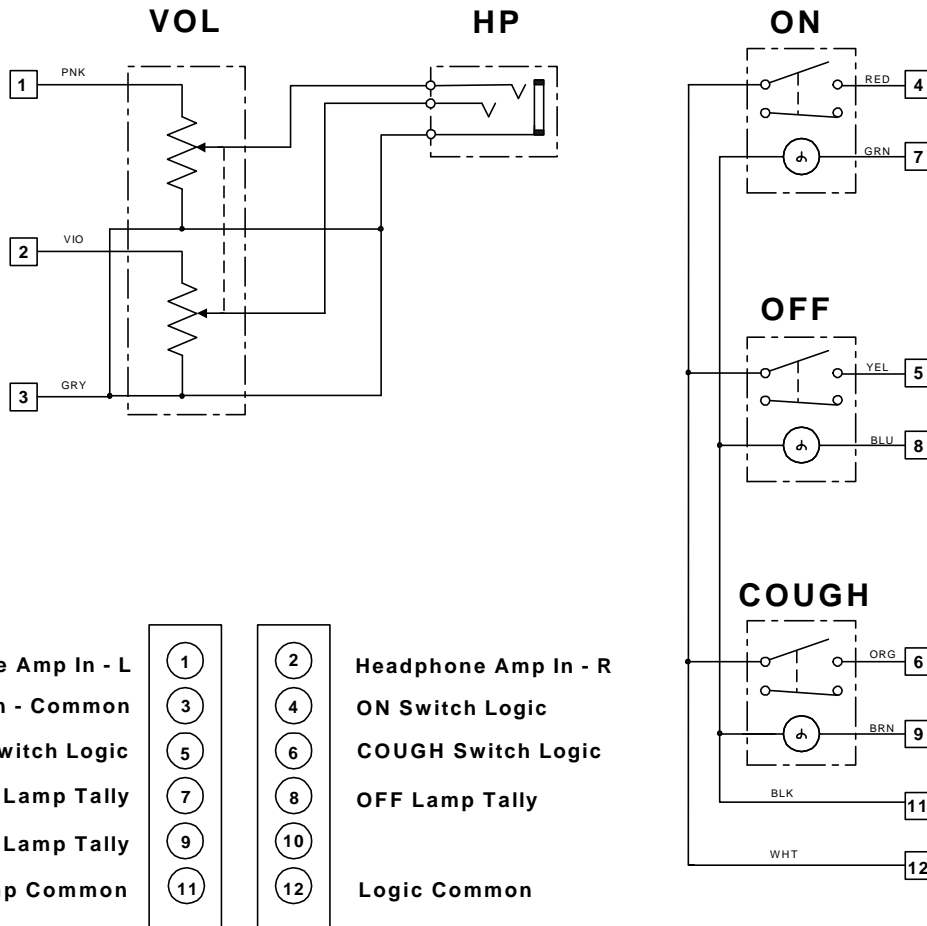 VOL
HP
ON
1 PNK
2 VIO
3 GRY
RED 4
GRN 7
OFF
YEL 5
BLU 8
COUGH
ORG 6
BRN 9
BLK 11
WHT 12
Amp In - L 1 2 Headphone Amp In - R
- Common 3 4 ON Switch Logic
Logic 5 6 COUGH Switch Logic
Lamp Tally 7 8 OFF Lamp Tally
Lamp Tally 9 10
Common 11 12 Logic Common